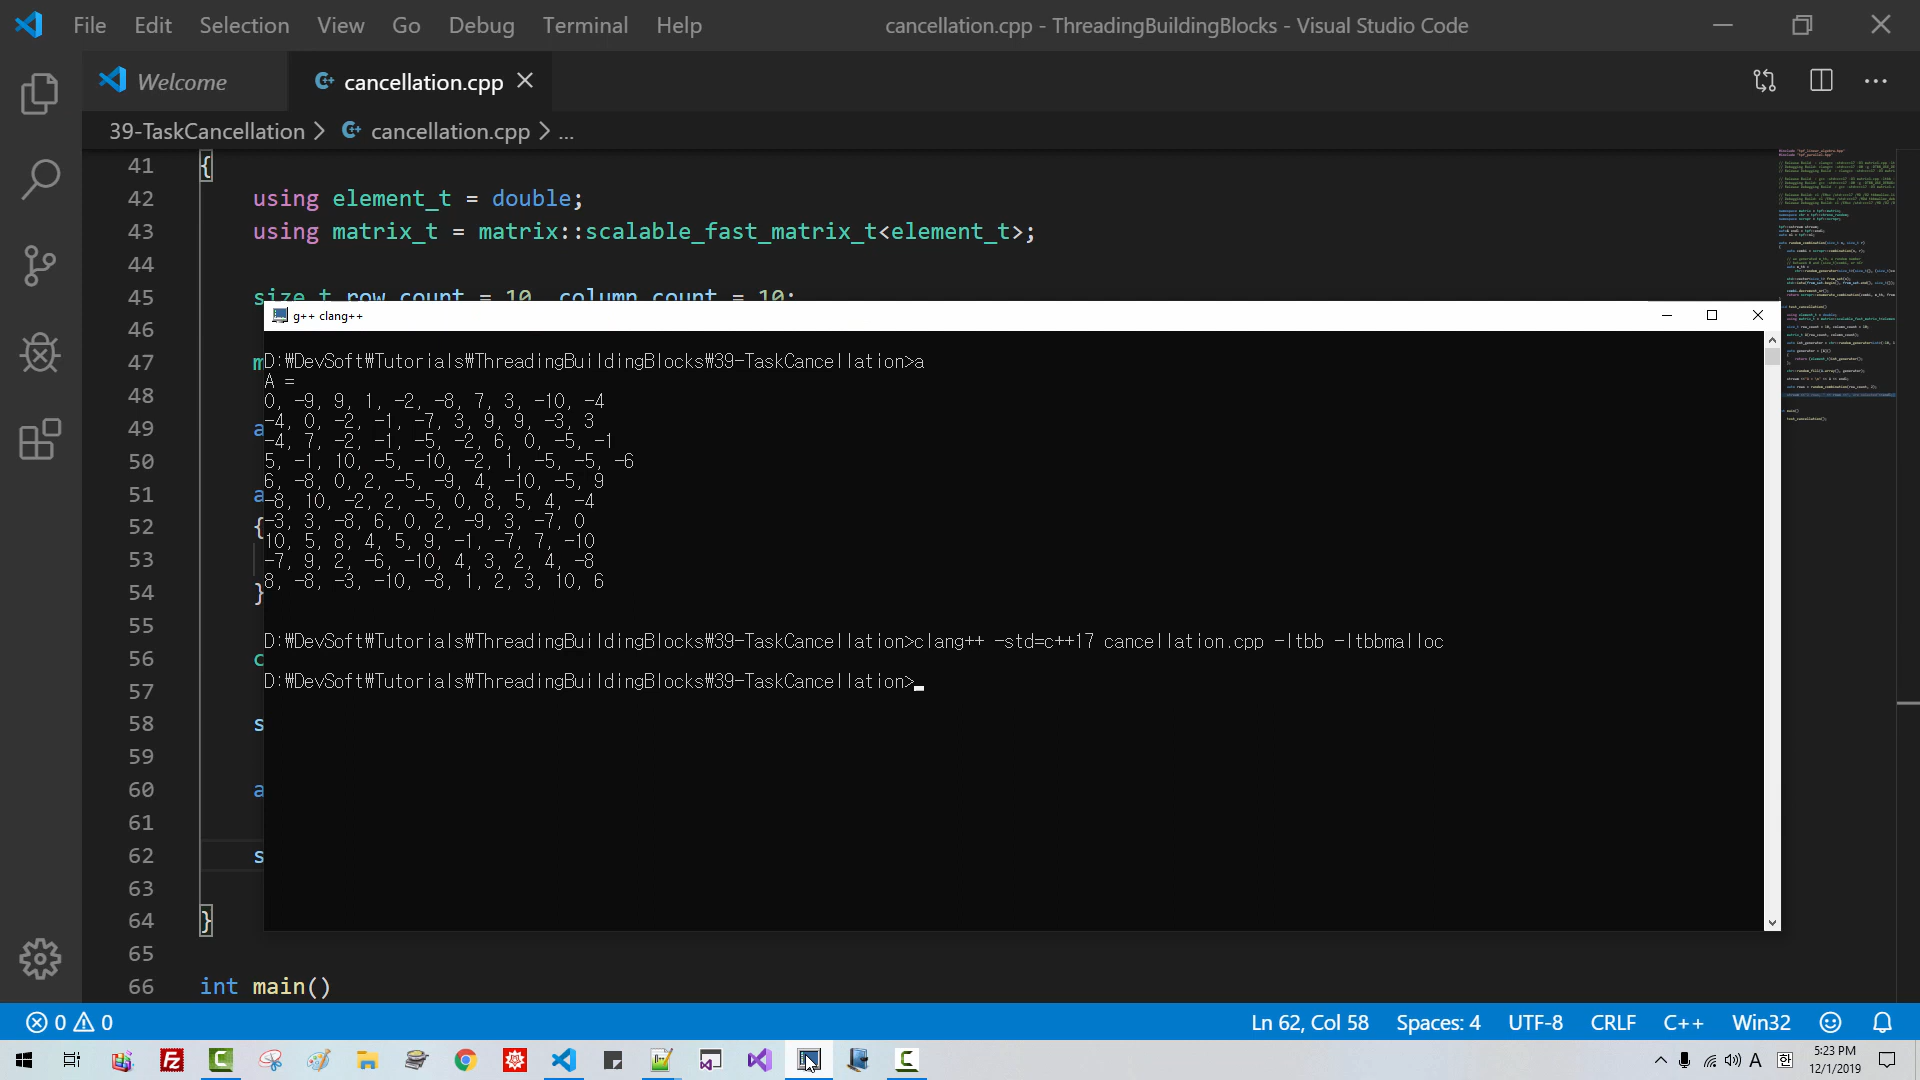 File Edit Selection View Go Debug Terminal Help cancellation.cpp - ThreadingBuildingBlocks - Visual Studio Code
Welcome cancellation.cpp
39-TaskCancellation > cancellation.cpp > ...
41 {
42 using element_t = double;
43 using matrix_t = matrix::scalable_fast_matrix_t<element_t>;
44
45 size_t row_count = 10, column_count = 10;
46
47 m
48
49 a
50
51 a
52 {
53
54 }
55
56 c
57
58 s
59
60 a
61
62 s
63
64 }
65
66 int main()
g++ clang++
D:₩DevSoft₩Tutorials₩ThreadingBuildingBlocks₩39-TaskCancellation>a
A =
0, -9, 9, 1, -2, -8, 7, 3, -10, -4
-4, 0, -2, -1, -7, 3, 9, 9, -3, 3
-4, 7, -2, -1, -5, -2, 6, 0, -5, -1
5, -1, 10, -5, -10, -2, 1, -5, -5, -6
6, -8, 0, 2, -5, -9, 4, -10, -5, 9
-8, 10, -2, 2, -5, 0, 8, 5, 4, -4
-3, 3, -8, 6, 0, 2, -9, 3, -7, 0
10, 5, 8, 4, 5, 9, -1, -7, 7, -10
-7, 9, 2, -6, -10, 4, 3, 2, 4, -8
8, -8, -3, -10, -8, 1, 2, 3, 10, 6
D:₩DevSoft₩Tutorials₩ThreadingBuildingBlocks₩39-TaskCancellation>clang++ -std=c++17 cancellation.cpp -ltbb -ltbbmalloc
D:₩DevSoft₩Tutorials₩ThreadingBuildingBlocks₩39-TaskCancellation>
0 0 Ln 62, Col 58 Spaces: 4 UTF-8 CRLF C++ Win32
A 한 5:23 PM
12/1/2019